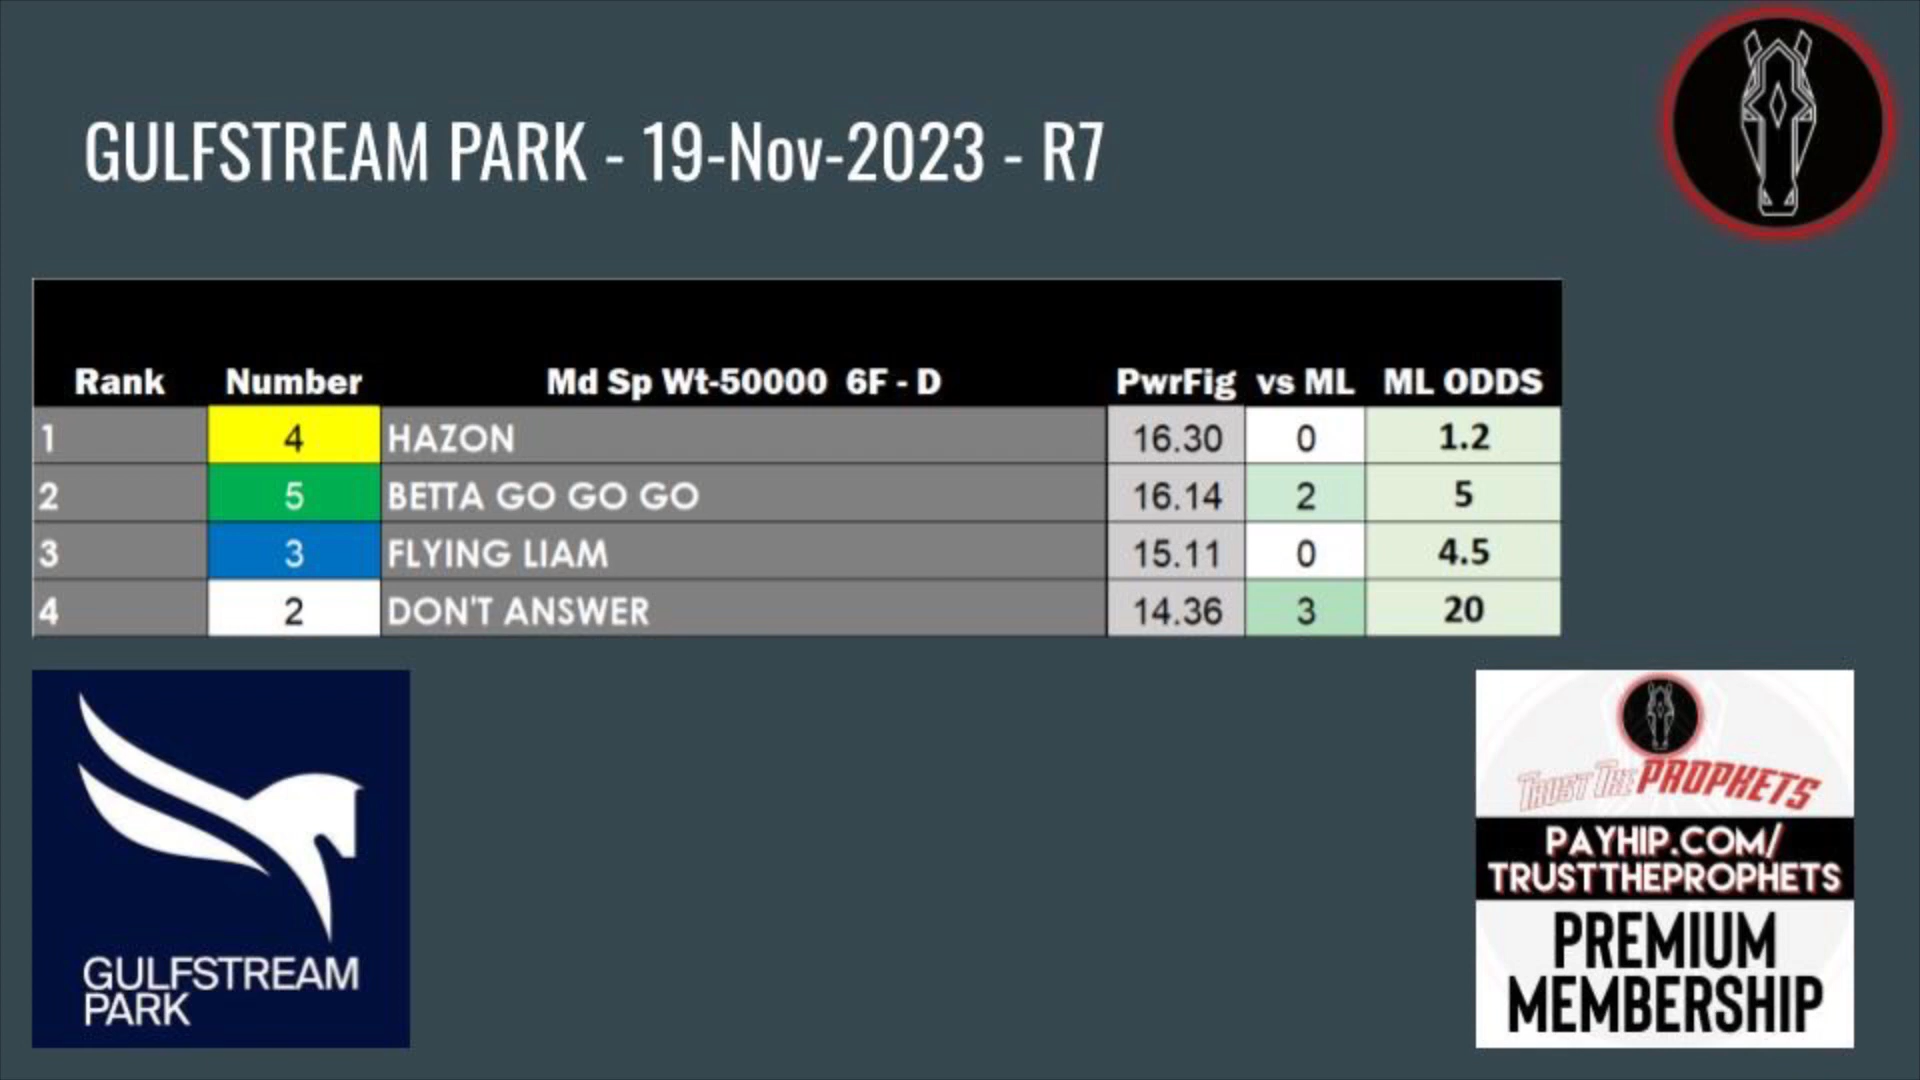 GULFSTREAM PARK - 19-Nov-2023 - R7
Rank Number Md Sp Wt-50000 6F - D PwrFig vs ML ML ODDS
1 4 HAZON 16.30 0 1.2
2 5 BETTA GO GO GO 16.14 2 5
3 3 FLYING LIAM 15.11 0 4.5
4 2 DON'T ANSWER 14.36 3 20
GULFSTREAM
PARK
TRUST THE PROPHETS
PAYHIP.COM/
TRUSTTHEPROPHETS
PREMIUM
MEMBERSHIP